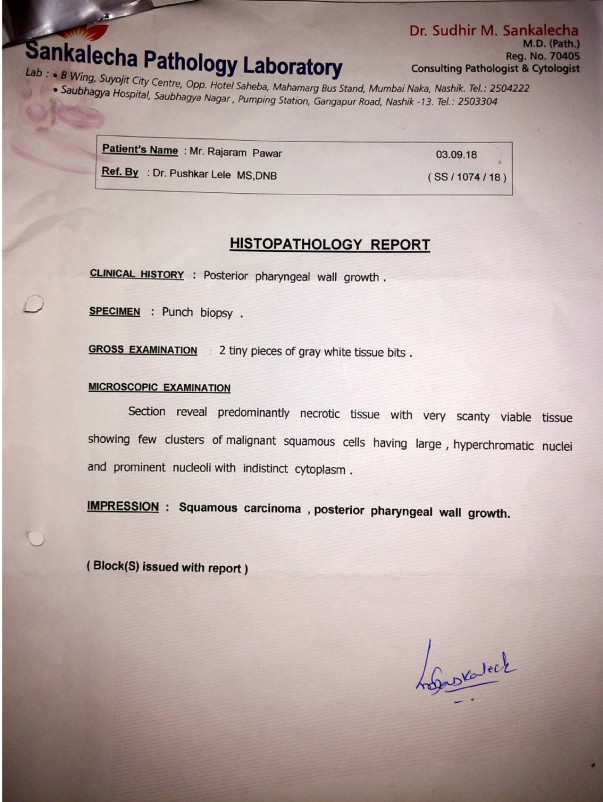 Dr. Sudhir M. Sankalecha
M.D. (Path.)
Reg. No. 70405
Consulting Pathologist & Cytologist
Sankalecha Pathology Laboratory
Lab : • B Wing, Suyojit City Centre, Opp. Hotel Saheba, Mahamarg Bus Stand, Mumbai Naka, Nashik. Tel.: 2504222
• Saubhagya Hospital, Saubhagya Nagar, Pumping Station, Gangapur Road, Nashik -13. Tel.: 2503304
Patient's Name : Mr. Rajaram Pawar 03.09.18
Ref. By : Dr. Pushkar Lele MS,DNB ( SS / 1074 / 18 )
HISTOPATHOLOGY REPORT
CLINICAL HISTORY : Posterior pharyngeal wall growth .
SPECIMEN : Punch biopsy .
GROSS EXAMINATION : 2 tiny pieces of gray white tissue bits .
MICROSCOPIC EXAMINATION
Section reveal predominantly necrotic tissue with very scanty viable tissue
showing few clusters of malignant squamous cells having large , hyperchromatic nuclei
and prominent nucleoli with indistinct cytoplasm .
IMPRESSION : Squamous carcinoma , posterior pharyngeal wall growth.
( Block(S) issued with report )